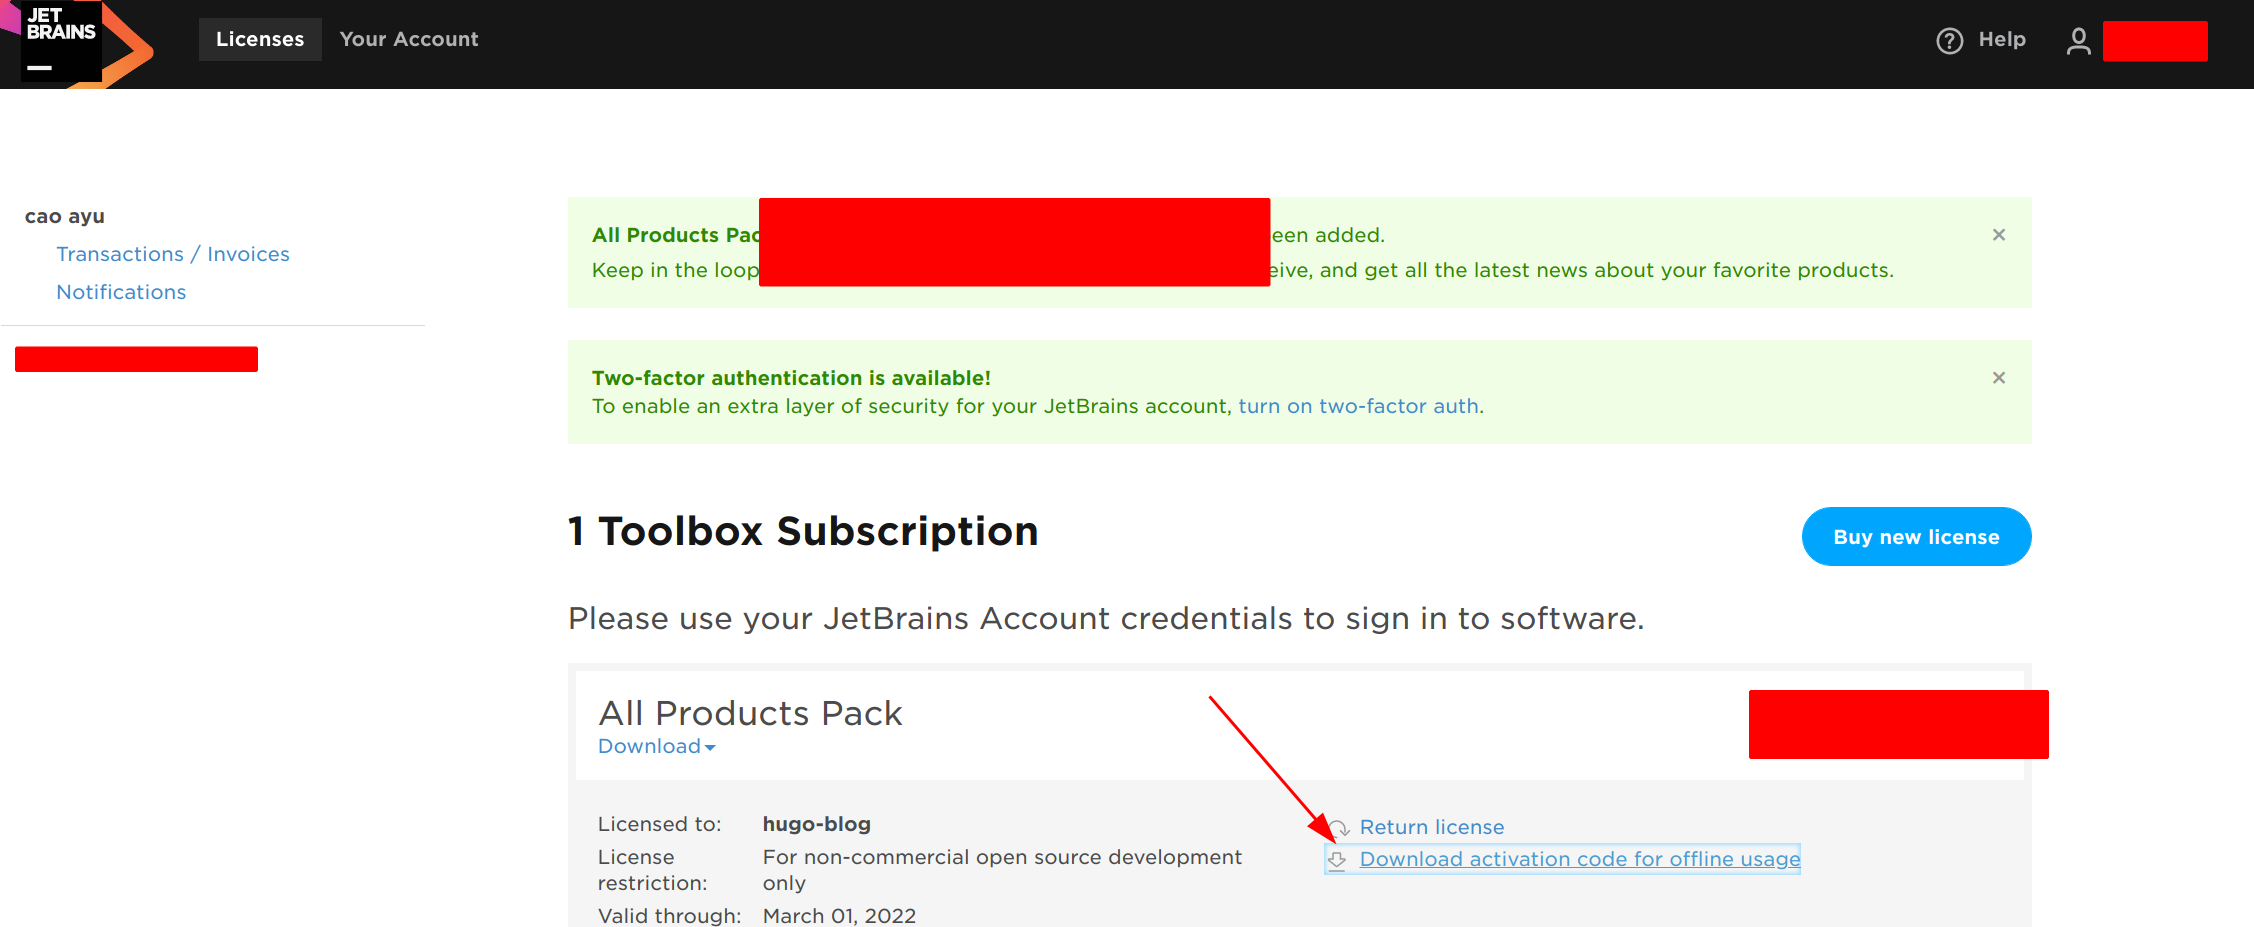 JET
BRAINS
Licenses
Your Account
? Help
cao ayu
Transactions / Invoices
Notifications
All Products een added.
Keep in the loop , and get all the latest news about your favorite products.
×
Two-factor authentication is available!
To enable an extra layer of security for your JetBrains account, turn on two-factor auth.
×
1 Toolbox Subscription
Buy new license
Please use your JetBrains Account credentials to sign in to software.
All Products Pack
Download
Licensed to: hugo-blog
License restriction: For non-commercial open source development only
Valid through: March 01, 2022
Return license
Download activation code for offline usage